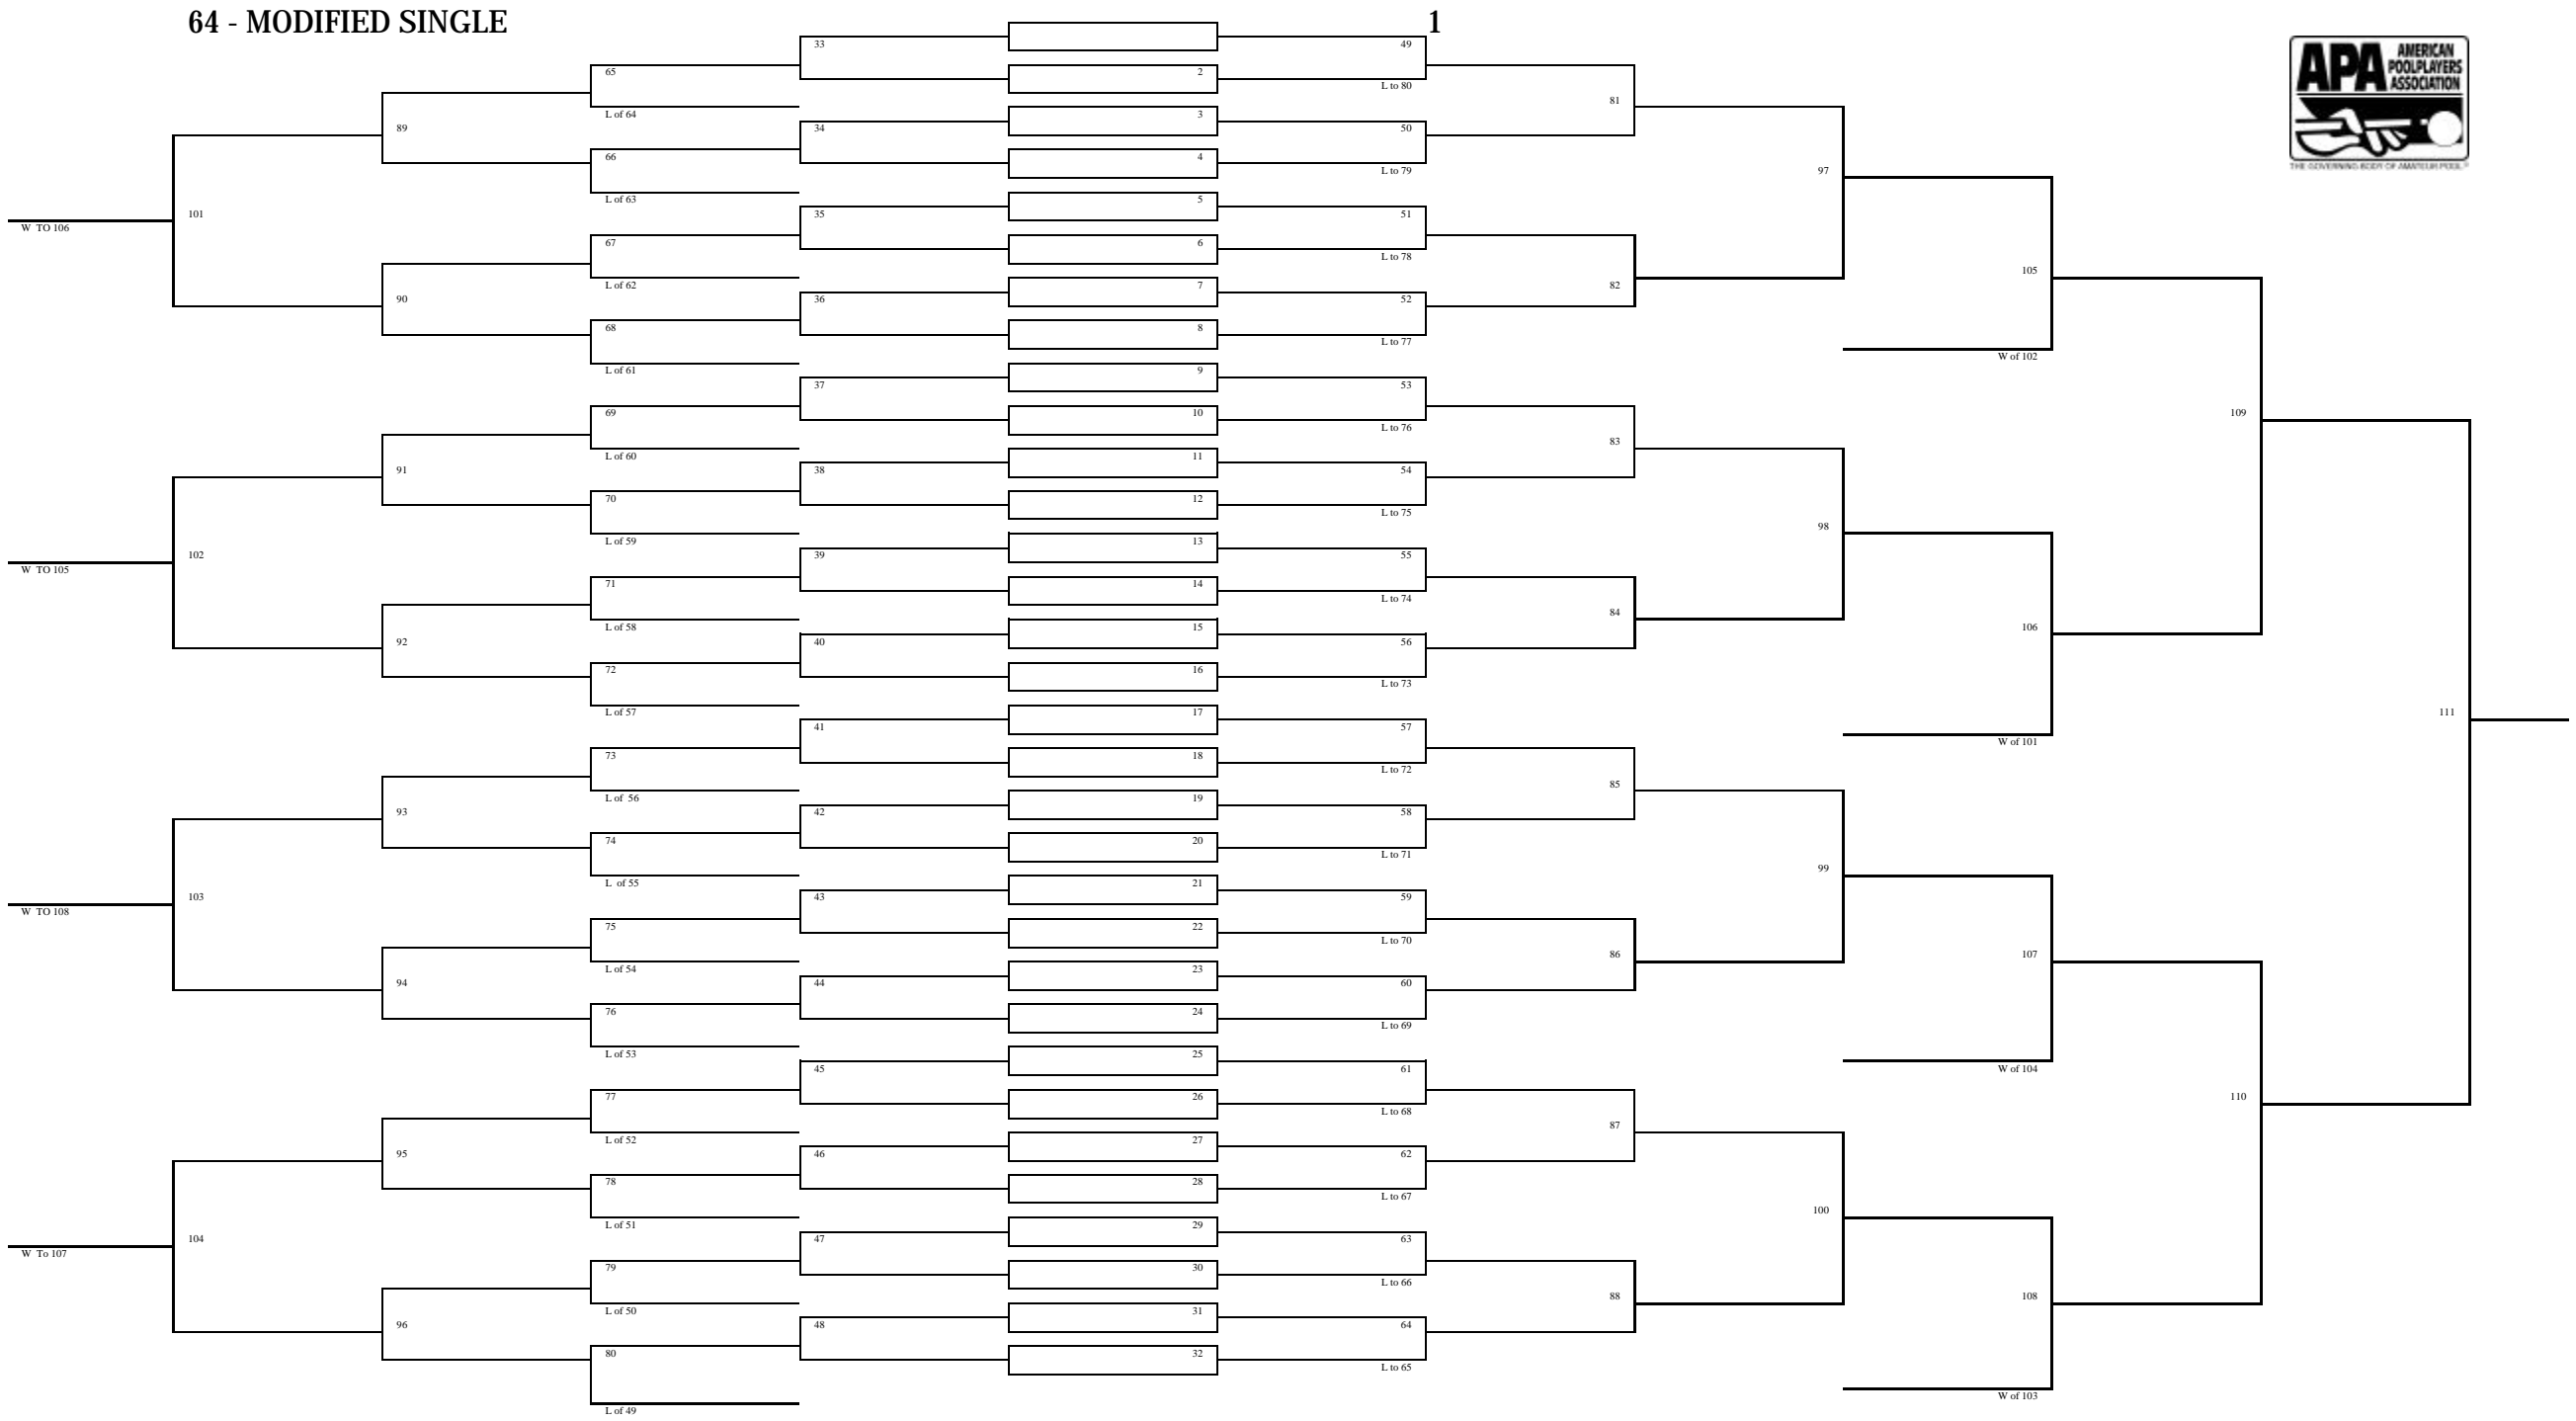 64 - MODIFIED SINGLE
1
APA AMERICAN
POOLPLAYERS
ASSOCIATION
THE GOVERNING BODY OF AMATEUR POOL
33
49
65
2
L to 80
81
L of 64
3
89
34
50
66
4
L to 79
97
L of 63
5
101
35
51
W TO 106
67
6
L to 78
105
L of 62
7
82
90
36
52
68
8
L to 77
W of 102
L of 61
9
37
53
69
10
109
L to 76
83
L of 60
11
91
38
54
70
12
L to 75
98
L of 59
13
102
39
55
W TO 105
71
14
L to 74
84
L of 58
15
106
92
40
56
72
16
L to 73
L of 57
17
111
41
57
W of 101
73
18
L to 72
85
L of 56
19
93
42
58
74
20
L to 71
99
L of 55
21
103
43
59
W TO 108
75
22
L to 70
86
107
L of 54
23
94
44
60
76
24
L to 69
L of 53
25
45
61
W of 104
77
26
110
L to 68
87
L of 52
27
95
46
62
78
28
L to 67
100
L of 51
29
104
47
63
W To 107
79
30
L to 66
88
108
L of 50
31
96
48
64
80
32
L to 65
W of 103
L of 49